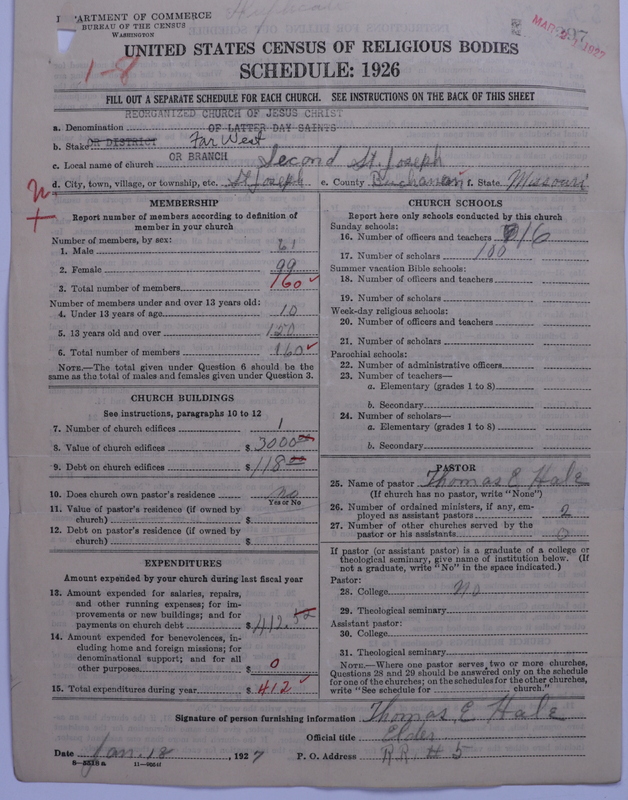 DEPARTMENT OF COMMERCE
BUREAU OF THE CENSUS
WASHINGTON
MAR 1927
1-8
UNITED STATES CENSUS OF RELIGIOUS BODIES
SCHEDULE: 1926
FILL OUT A SEPARATE SCHEDULE FOR EACH CHURCH. SEE INSTRUCTIONS ON THE BACK OF THIS SHEET
REORGANIZED CHURCH OF JESUS CHRIST
a. Denomination OF LATTER DAY SAINTS
b. Stake OR DISTRICT Far West
c. Local name of church OR BRANCH Second St. Joseph
d. City, town, village, or township, etc. St Joseph e. County Buchanan f. State Missouri
MEMBERSHIP
Report number of members according to definition of
member in your church
Number of members, by sex:
1. Male 61
2. Female 99
3. Total number of members 160
Number of members under and over 13 years old:
4. Under 13 years of age 10
5. 13 years old and over
6. Total number of members 160
NOTE.—The total given under Question 6 should be the
same as the total of males and females given under Question 3.
CHURCH BUILDINGS
See instructions, paragraphs 10 to 12
7. Number of church edifices 1
8. Value of church edifices $ 3000 00
9. Debt on church edifices $ 118 00
10. Does church own pastor's residence no
Yes or No
11. Value of pastor's residence (if owned by
church) $
12. Debt on pastor's residence (if owned by
church) $
EXPENDITURES
Amount expended by your church during last fiscal year
13. Amount expended for salaries, repairs,
and other running expenses; for im-
provements or new buildings; and for
payments on church debt $ 412.52
14. Amount expended for benevolences, in-
cluding home and foreign missions; for
denominational support; and for all
other purposes $ 0
15. Total expenditures during year $ 412
CHURCH SCHOOLS
Report here only schools conducted by this church
Sunday schools:
16. Number of officers and teachers 16
17. Number of scholars 100
Summer vacation Bible schools:
18. Number of officers and teachers
19. Number of scholars
Week-day religious schools:
20. Number of officers and teachers
21. Number of scholars
Parochial schools:
22. Number of administrative officers
23. Number of teachers—
a. Elementary (grades 1 to 8)
b. Secondary
24. Number of scholars—
a. Elementary (grades 1 to 8)
b. Secondary
PASTOR
25. Name of pastor Thomas E Hale
(If church has no pastor, write "None")
26. Number of ordained ministers, if any, em-
ployed as assistant pastors 2
27. Number of other churches served by the
pastor or his assistants 0
If pastor (or assistant pastor) is a graduate of a college or
theological seminary, give name of institution below. (If
not a graduate, write "No" in the space indicated.)
Pastor:
28. College no
29. Theological seminary
Assistant pastor:
30. College
31. Theological seminary
NOTE.—Where one pastor serves two or more churches,
Questions 28 and 29 should be answered only on the schedule
for one of the churches; on the schedules for the other churches,
write "See schedule for church."
Signature of person furnishing information Thomas E Hale
Official title Elder
Date Jan. 18, 1927 P. O. Address R.R. # 5
8-5518 a 11-9004